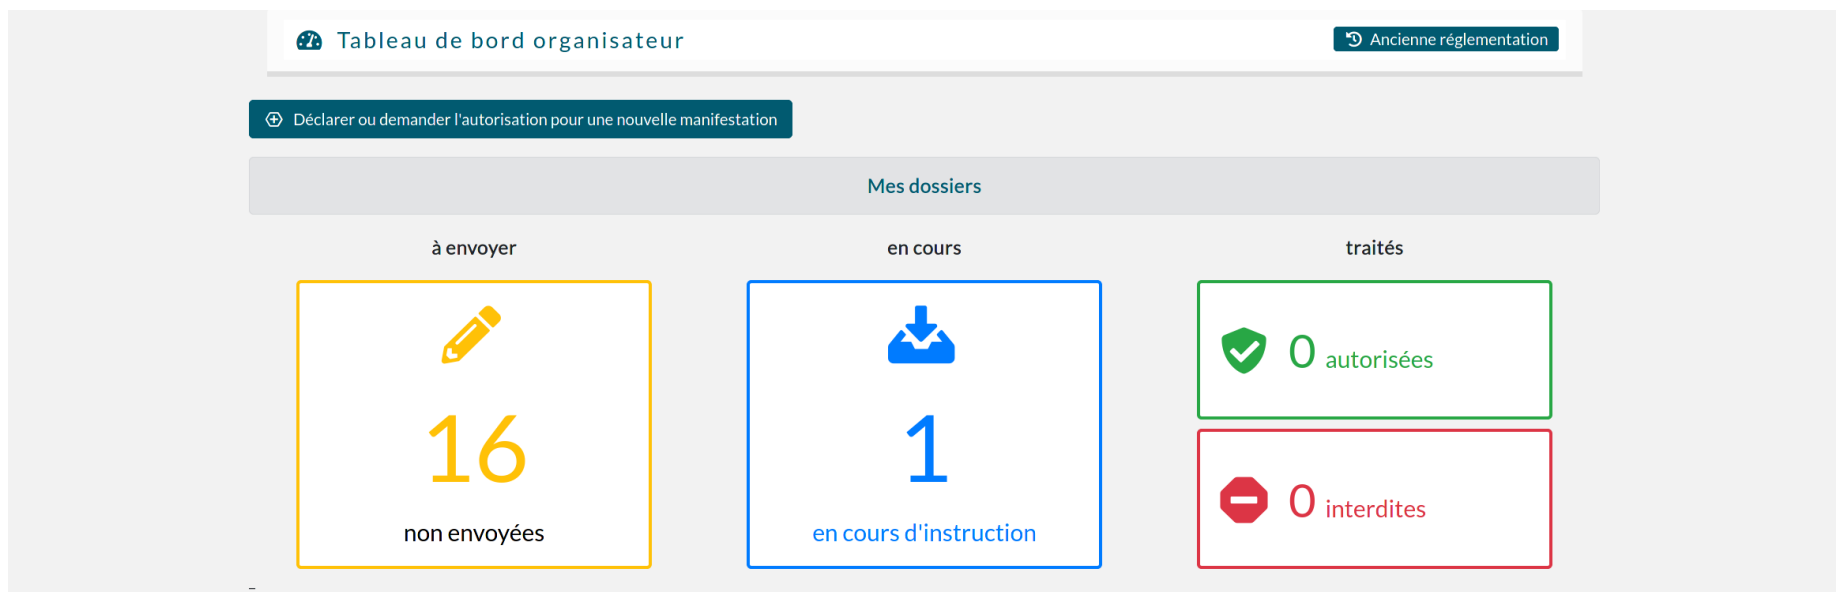 Tableau de bord organisateur
Ancienne réglementation
Déclarer ou demander l'autorisation pour une nouvelle manifestation
Mes dossiers
à envoyer
16
non envoyées
en cours
1
en cours d'instruction
traités
0 autorisées
0 interdites